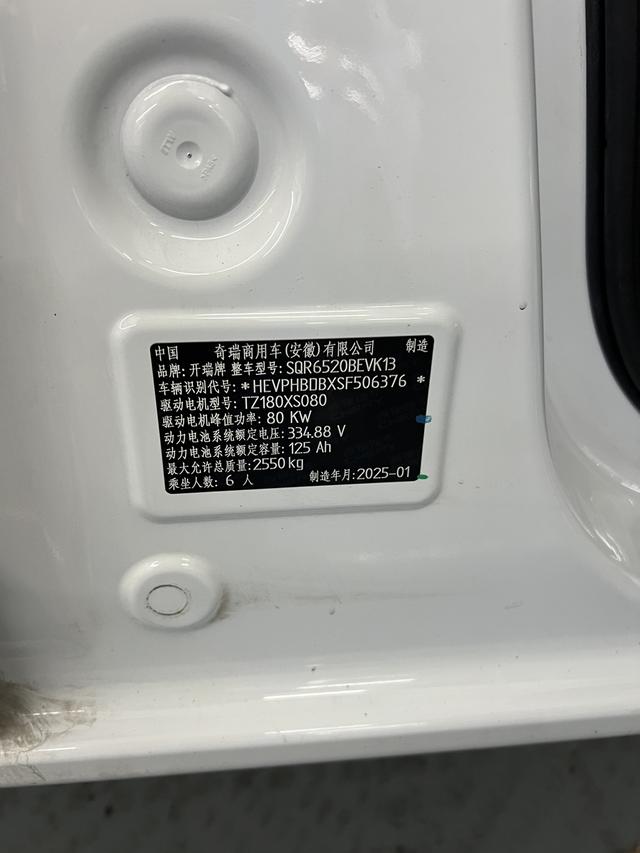 中国 奇瑞商用车(安徽)有限公司 制造
品牌: 开瑞牌 整车型号: SQR6520BEVK13
车辆识别代号: *HEVPHBDBXSF506376*
驱动电机型号: TZ180XS080
驱动电机峰值功率: 80 KW
动力电池系统额定电压: 334.88 V
动力电池系统额定容量: 125 Ah
最大允许总质量: 2550kg
乘坐人数: 6 人 制造年月: 2025-01